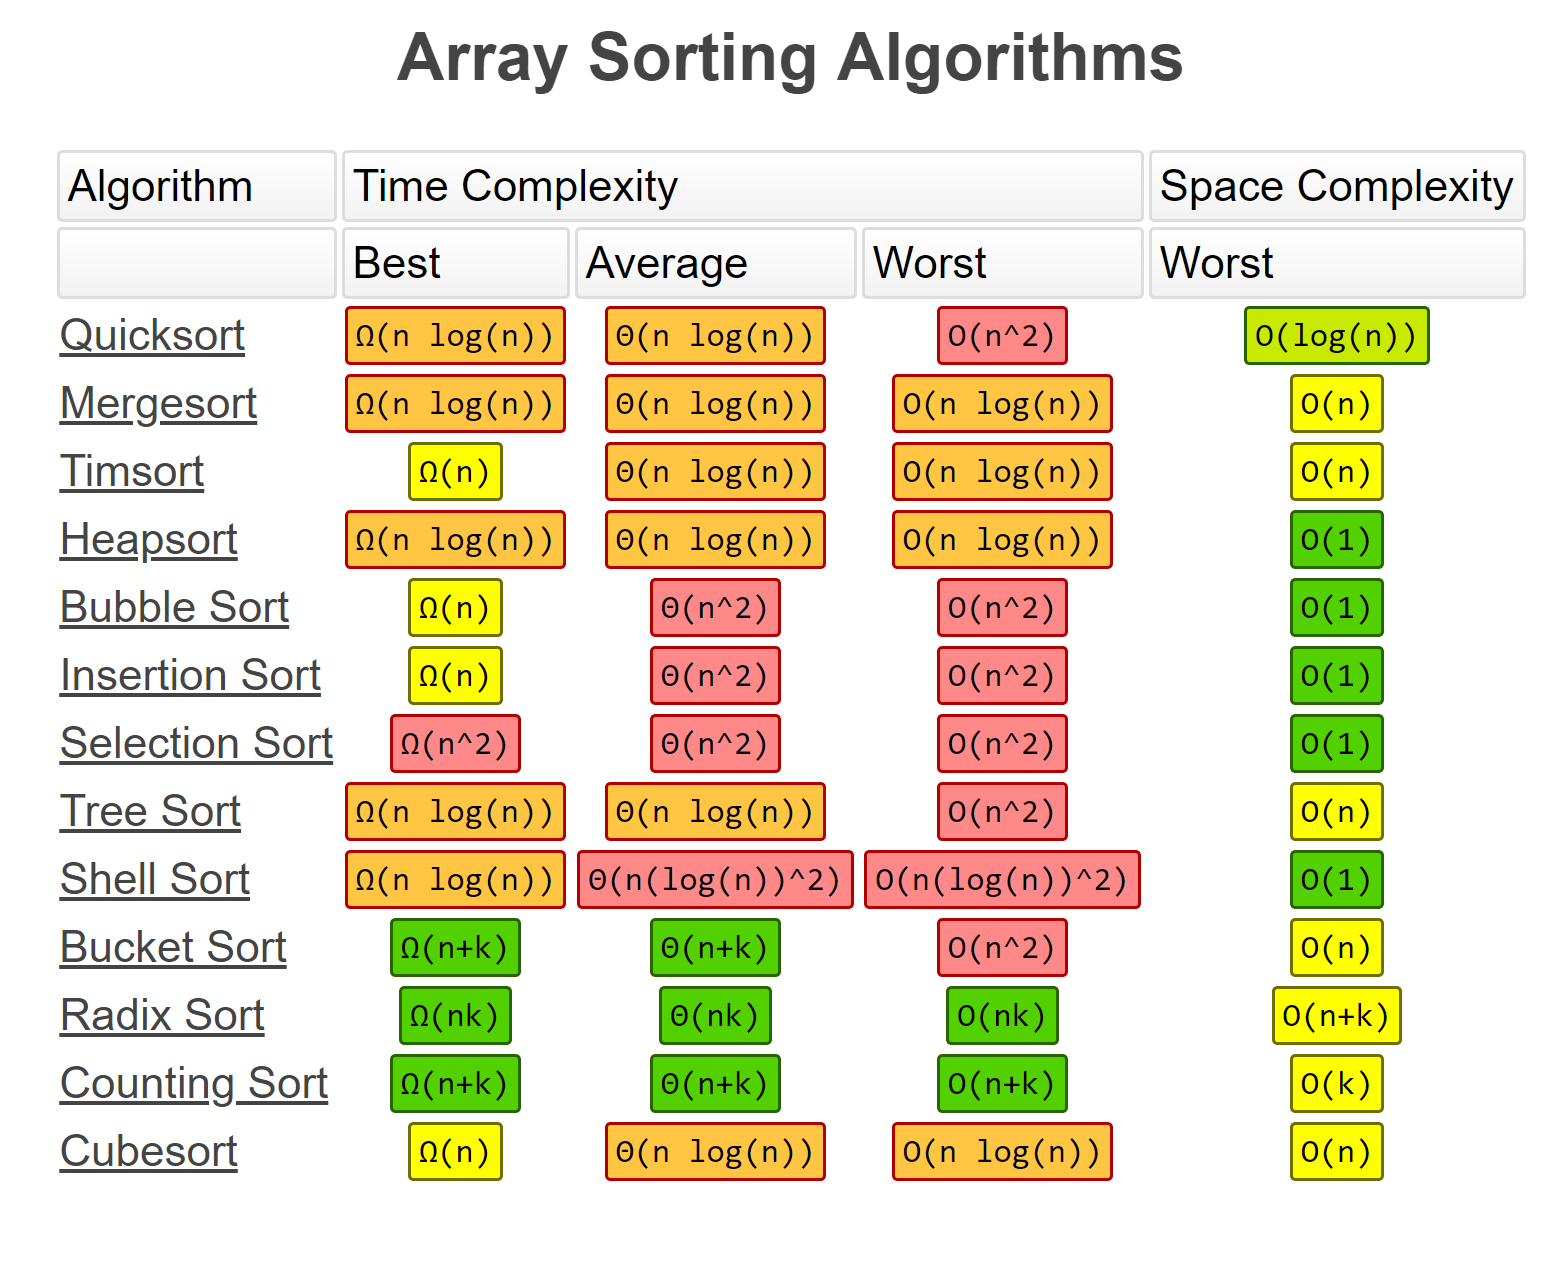 Array Sorting Algorithms
Algorithm Time Complexity Space Complexity
Best Average Worst Worst
Quicksort Ω(n log(n)) Θ(n log(n)) O(n^2) O(log(n))
Mergesort Ω(n log(n)) Θ(n log(n)) O(n log(n)) O(n)
Timsort Ω(n) Θ(n log(n)) O(n log(n)) O(n)
Heapsort Ω(n log(n)) Θ(n log(n)) O(n log(n)) O(1)
Bubble Sort Ω(n) Θ(n^2) O(n^2) O(1)
Insertion Sort Ω(n) Θ(n^2) O(n^2) O(1)
Selection Sort Ω(n^2) Θ(n^2) O(n^2) O(1)
Tree Sort Ω(n log(n)) Θ(n log(n)) O(n^2) O(n)
Shell Sort Ω(n log(n)) Θ(n(log(n))^2) O(n(log(n))^2) O(1)
Bucket Sort Ω(n+k) Θ(n+k) O(n^2) O(n)
Radix Sort Ω(nk) Θ(nk) O(nk) O(n+k)
Counting Sort Ω(n+k) Θ(n+k) O(n+k) O(k)
Cubesort Ω(n) Θ(n log(n)) O(n log(n)) O(n)